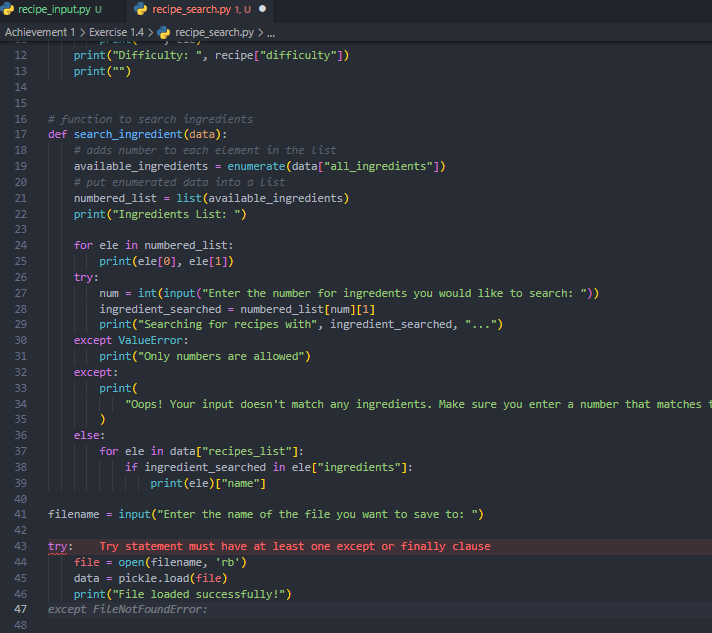 recipe_input.py U
recipe_search.py 1, U
Achievement 1 > Exercise 1.4 > recipe_search.py > ...
12 print("Difficulty: ", recipe["difficulty"])
13 print("")
14
15
16 # function to search ingredients
17 def search_ingredient(data):
18 # adds number to each element in the list
19 available_ingredients = enumerate(data["all_ingredients"])
20 # put enumerated data into a list
21 numbered_list = list(available_ingredients)
22 print("Ingredients List: ")
23
24 for ele in numbered_list:
25 print(ele[0], ele[1])
26 try:
27 num = int(input("Enter the number for ingredents you would like to search: "))
28 ingredient_searched = numbered_list[num][1]
29 print("Searching for recipes with", ingredient_searched, "...")
30 except ValueError:
31 print("Only numbers are allowed")
32 except:
33 print(
34 "Oops! Your input doesn't match any ingredients. Make sure you enter a number that matches
35 )
36 else:
37 for ele in data["recipes_list"]:
38 if ingredient_searched in ele["ingredients"]:
39 print(ele)["name"]
40
41 filename = input("Enter the name of the file you want to save to: ")
42
43 try: Try statement must have at least one except or finally clause
44 file = open(filename, 'rb')
45 data = pickle.load(file)
46 print("File loaded successfully!")
47 except FileNotFoundError:
48